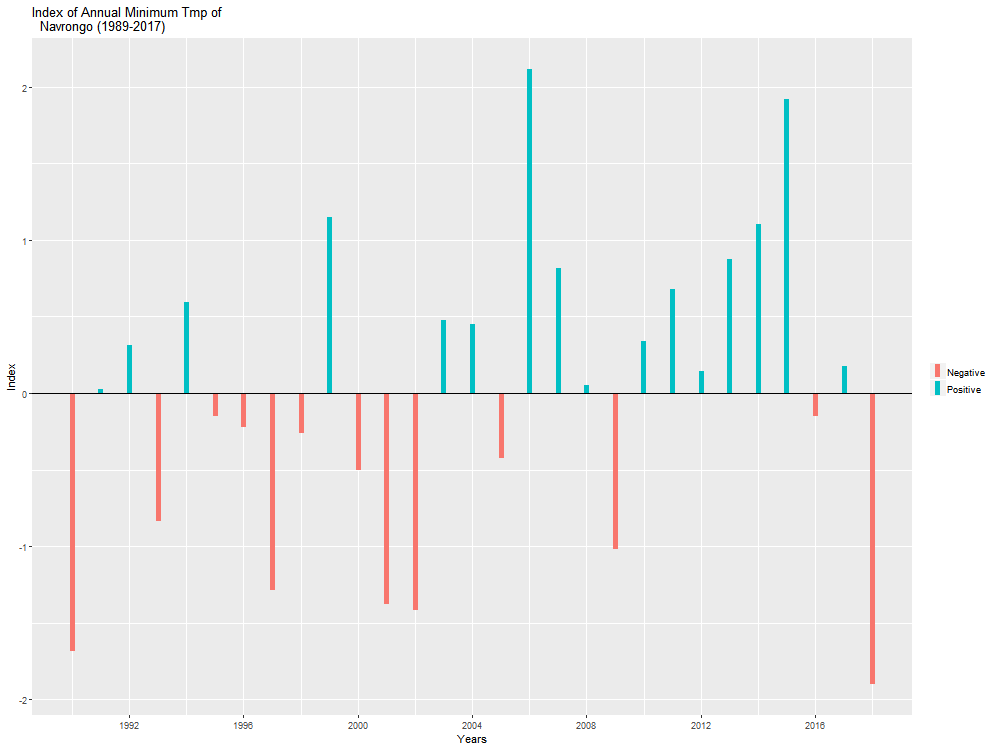 Index of Annual Minimum Tmp of
Navrongo (1989-2017)
2
1
0
-1
-2
Index
1992 1996 2000 2004 2008 2012 2016
Years
Negative
Positive